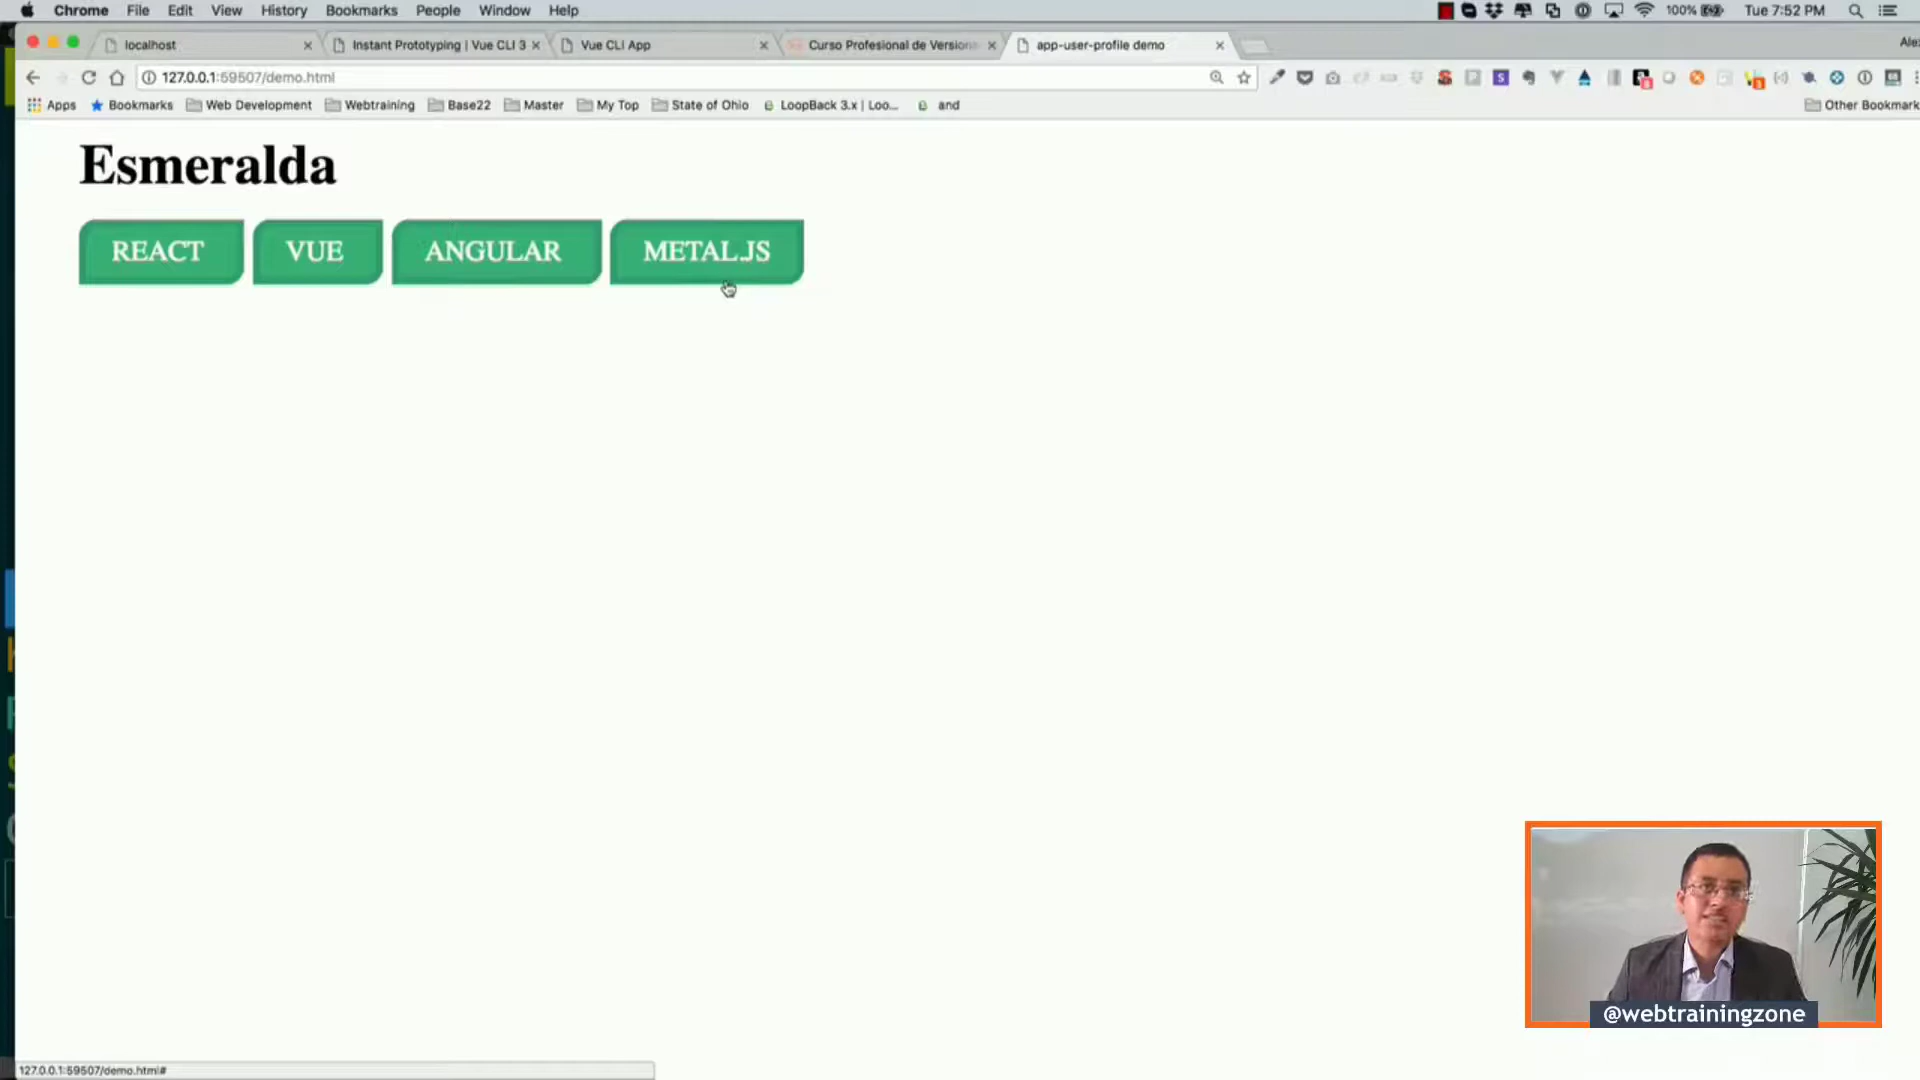 Chrome File Edit View History Bookmarks People Window Help 100% Tue 7:52 PM
localhost Instant Prototyping | Vue CLI 3 Vue CLI App Curso Profesional de Version app-user-profile demo Ale
127.0.0.1:59507/demo.html
Apps Bookmarks Web Development Webtraining Base22 Master My Top State of Ohio LoopBack 3.x | Loo... and Other Bookmark
Esmeralda
REACT VUE ANGULAR METAL.JS
@webtrainingzone
127.0.0.1:59507/demo.html#